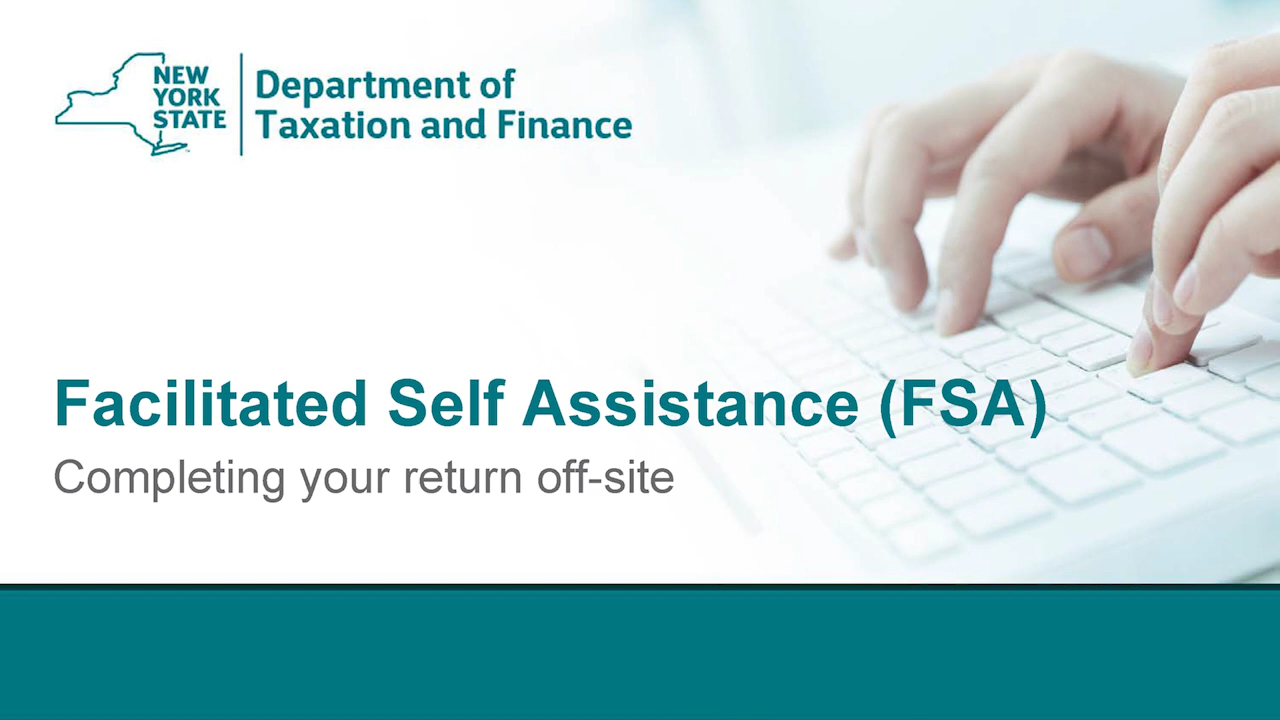 NEW
YORK
STATE
Department of
Taxation and Finance
Facilitated Self Assistance (FSA)
Completing your return off-site